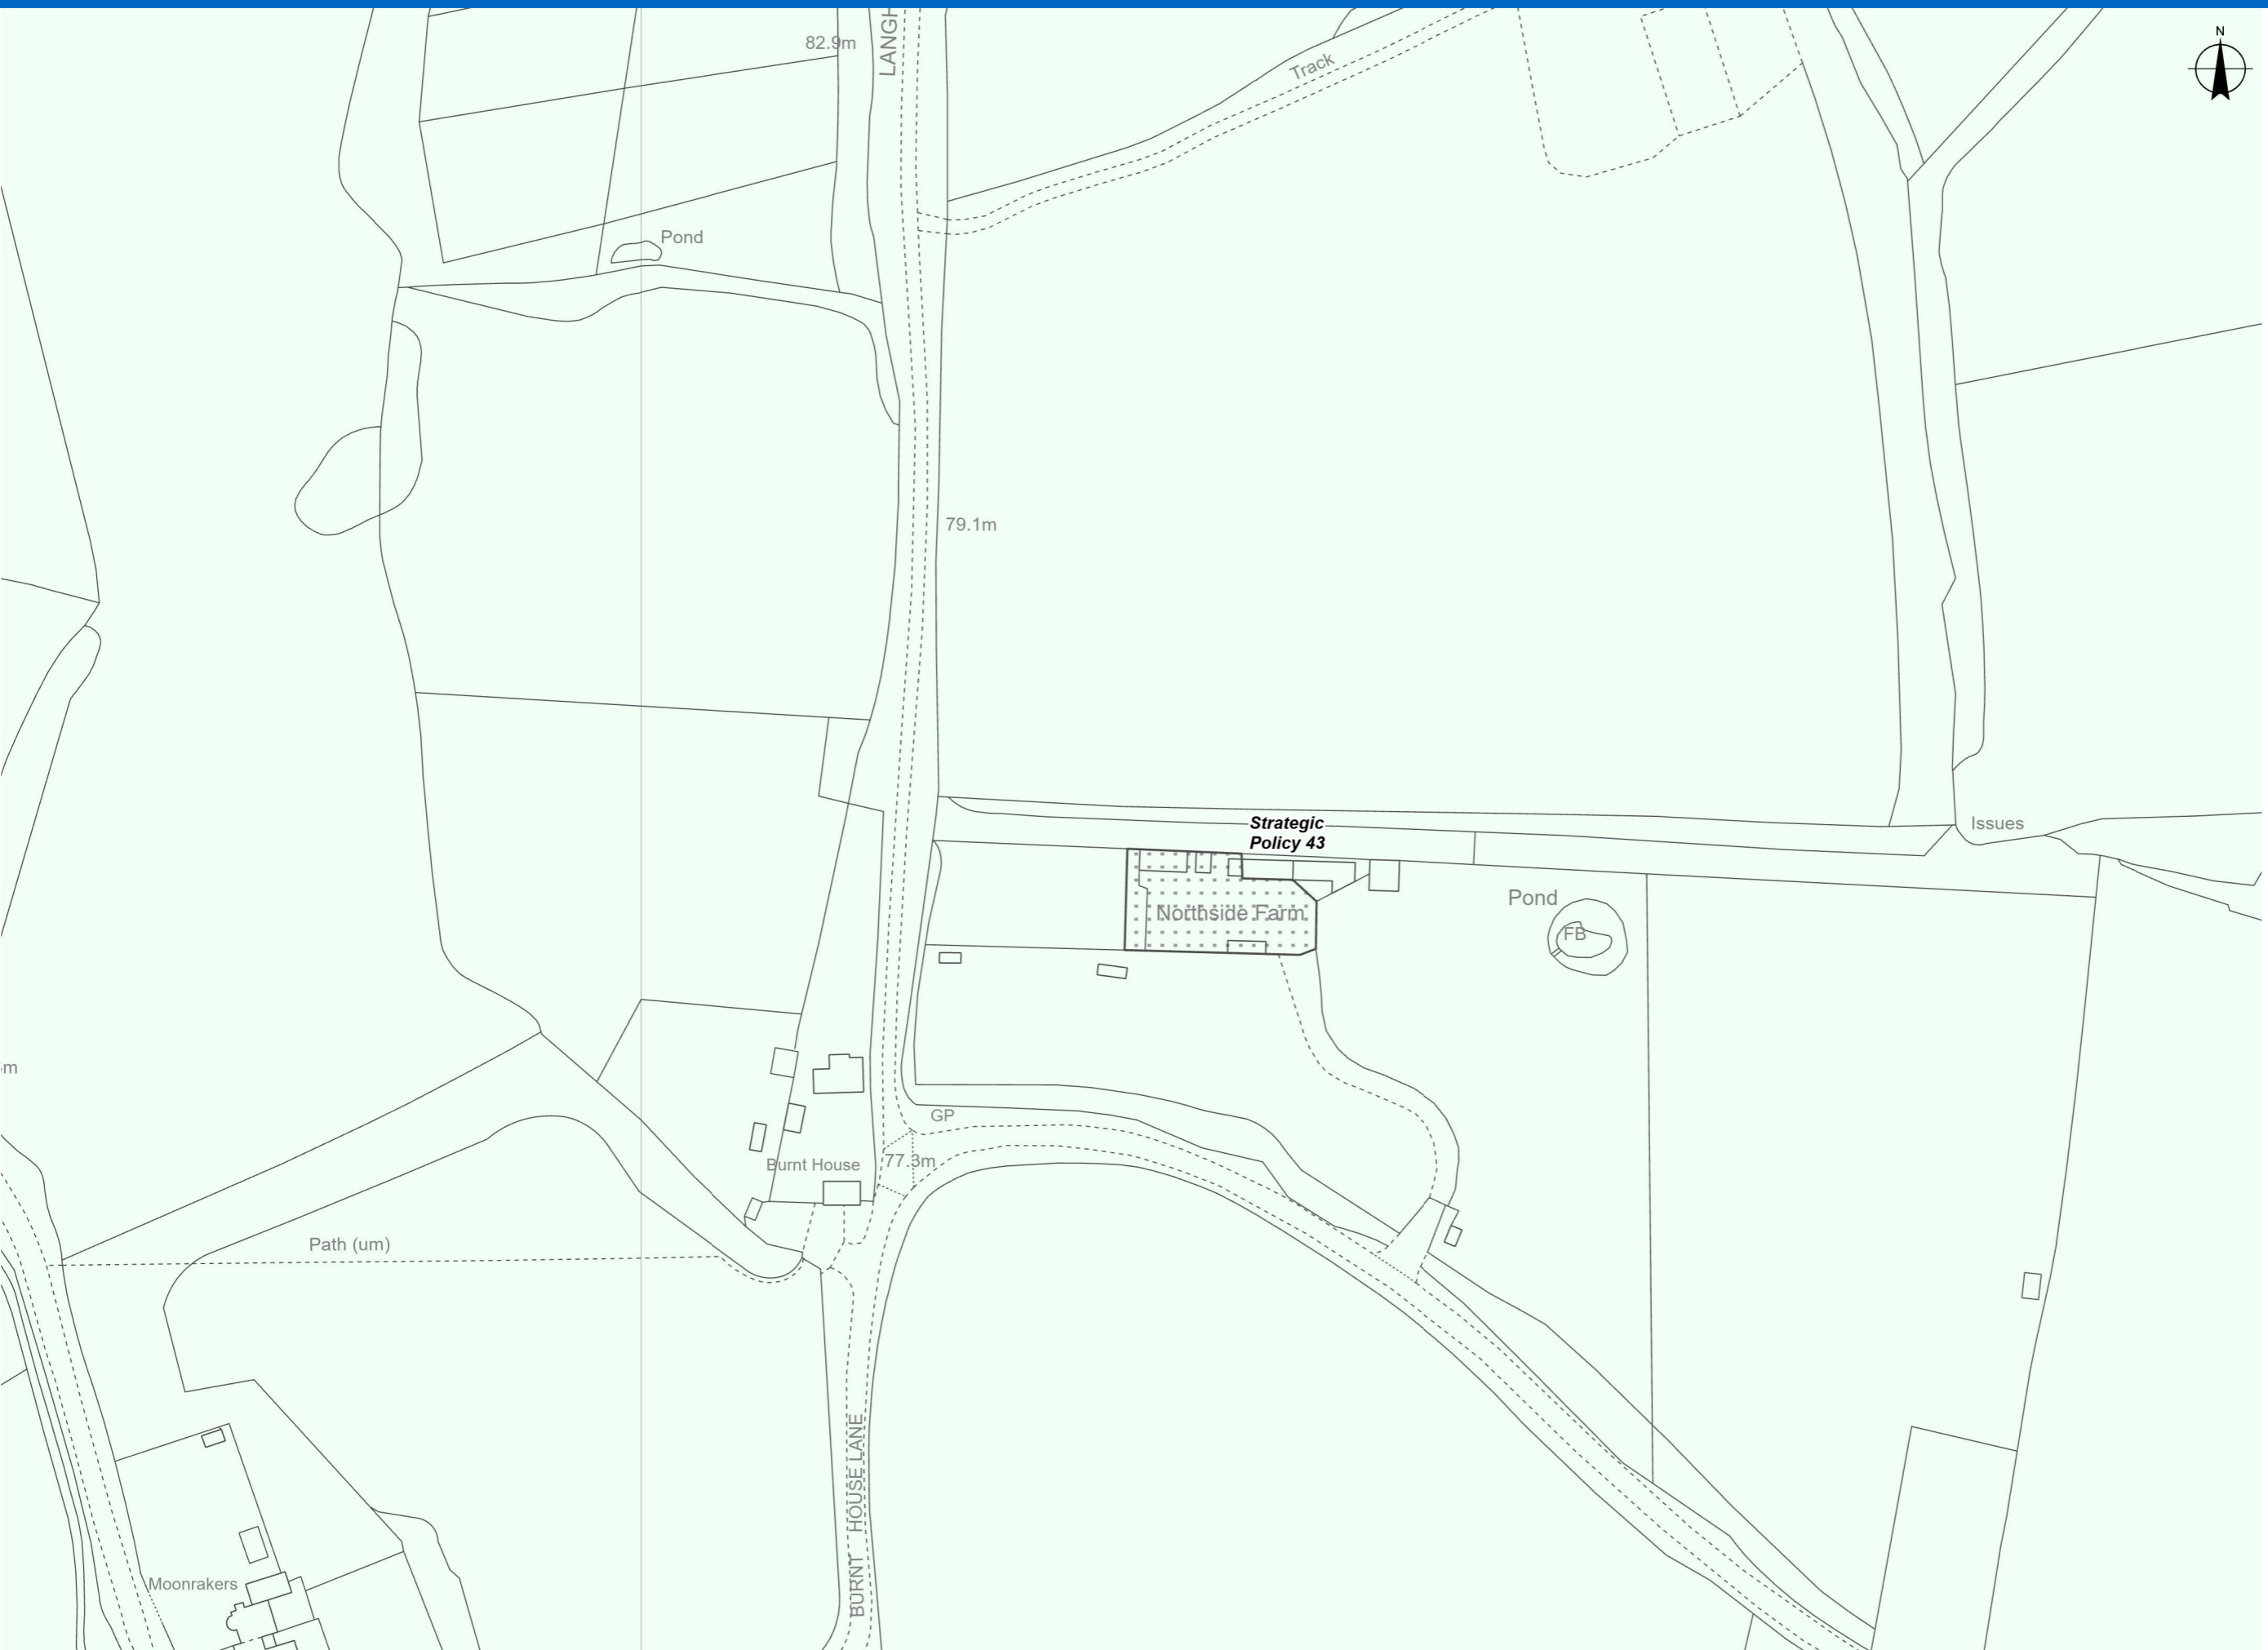 N
82.9m
LANGH
Track
Pond
79.1m
Strategic
Policy 43
Issues
Pond
Northside Farm
FB
GP
77.3m
Burnt House
Path (um)
BURNT HOUSE LANE
Moonrakers